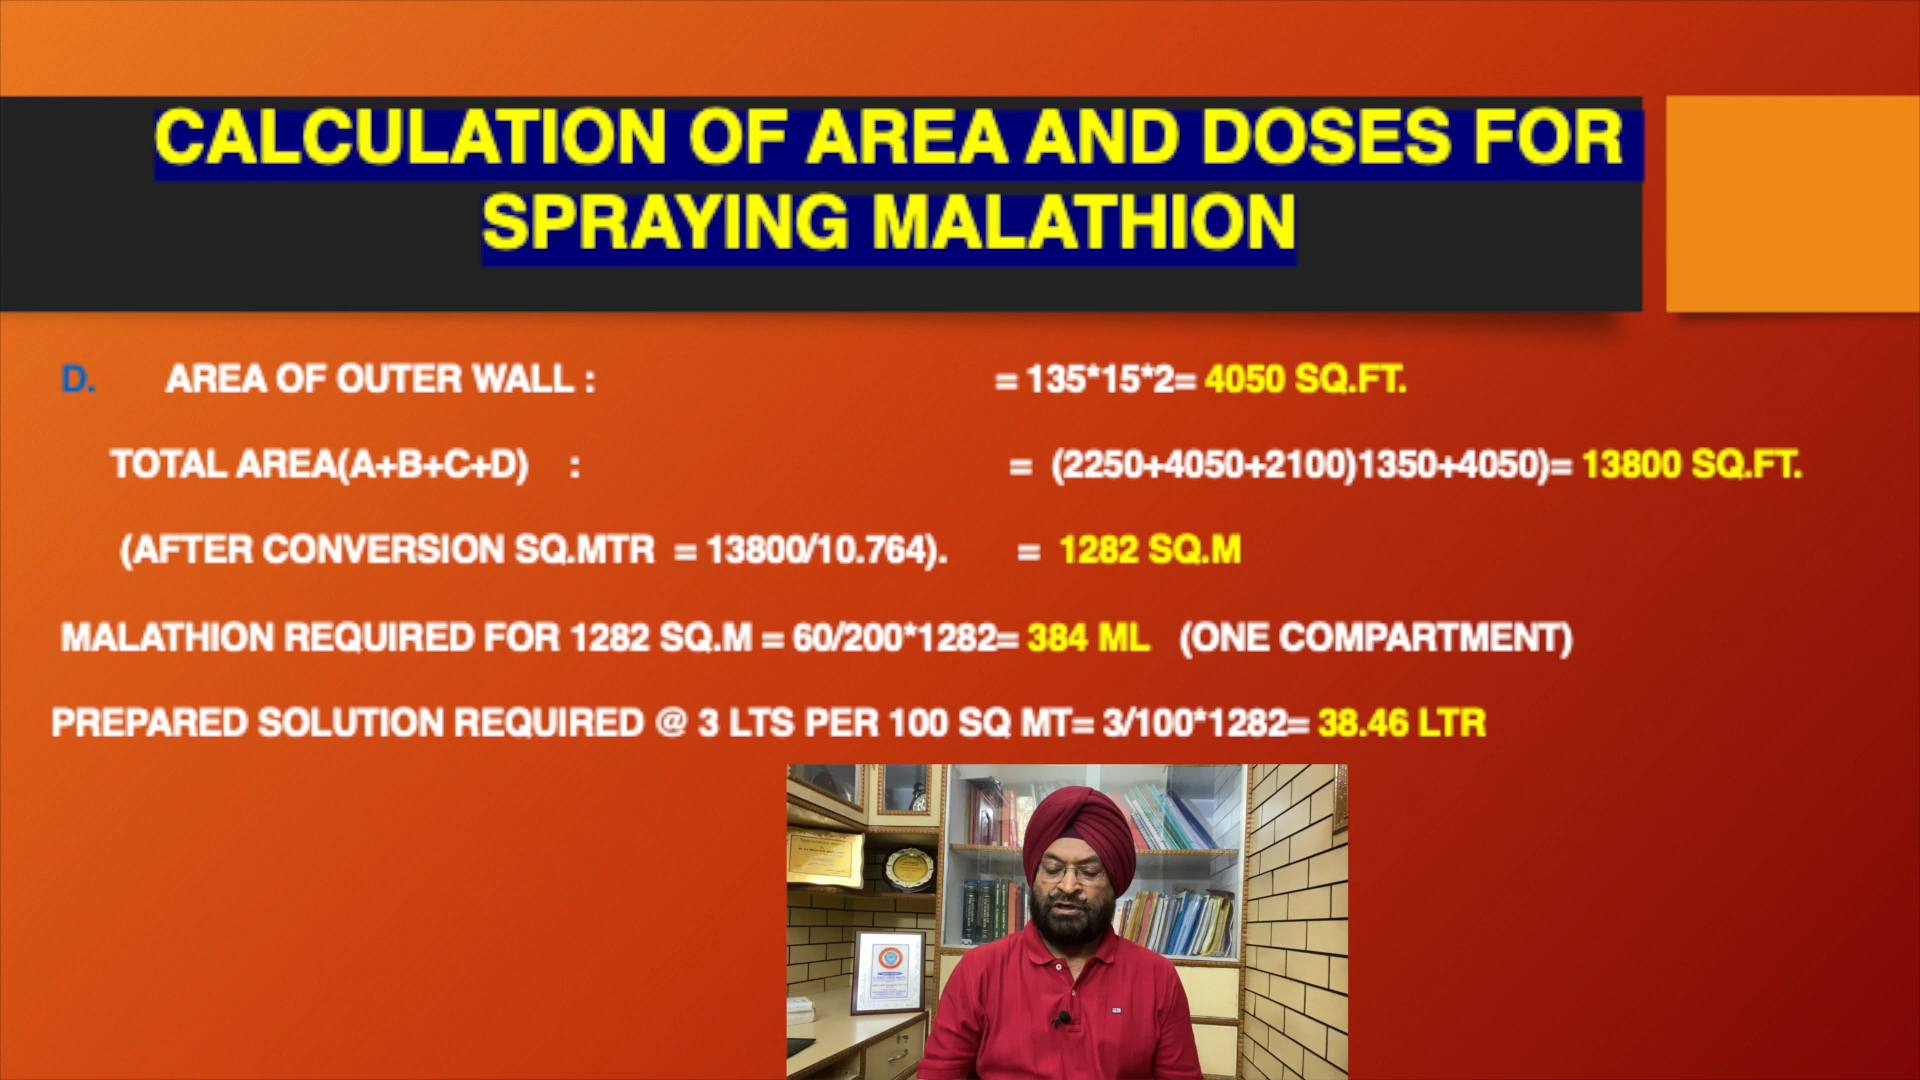 CALCULATION OF AREA AND DOSES FOR
SPRAYING MALATHION
D. AREA OF OUTER WALL : = 135*15*2= 4050 SQ.FT.
TOTAL AREA(A+B+C+D) : = (2250+4050+2100)1350+4050)= 13800 SQ.FT.
(AFTER CONVERSION SQ.MTR = 13800/10.764). = 1282 SQ.M
MALATHION REQUIRED FOR 1282 SQ.M = 60/200*1282= 384 ML (ONE COMPARTMENT)
PREPARED SOLUTION REQUIRED @ 3 LTS PER 100 SQ MT= 3/100*1282= 38.46 LTR